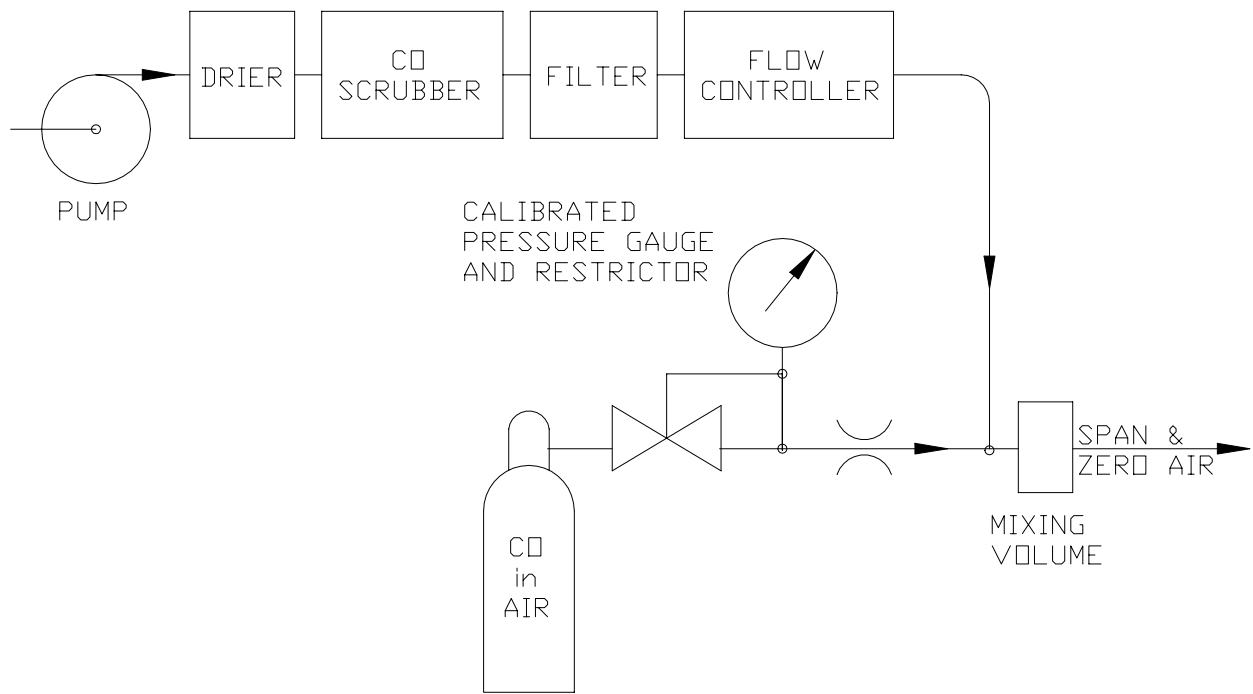 DRIER
CO
SCRUBBER
FILTER
FLOW
CONTROLLER
PUMP
CALIBRATED
PRESSURE GAUGE
AND RESTRICTOR
SPAN &
ZERO AIR
MIXING
VOLUME
CO
in
AIR